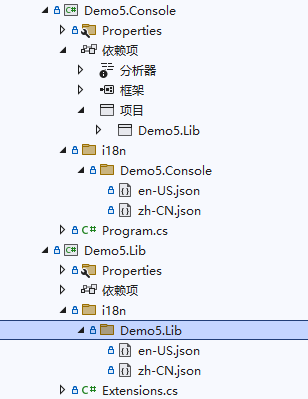 Demo5.Console
Properties
依赖项
分析器
框架
项目
Demo5.Lib
i18n
Demo5.Console
en-US.json
zh-CN.json
C# Program.cs
Demo5.Lib
Properties
依赖项
i18n
Demo5.Lib
en-US.json
zh-CN.json
C# Extensions.cs